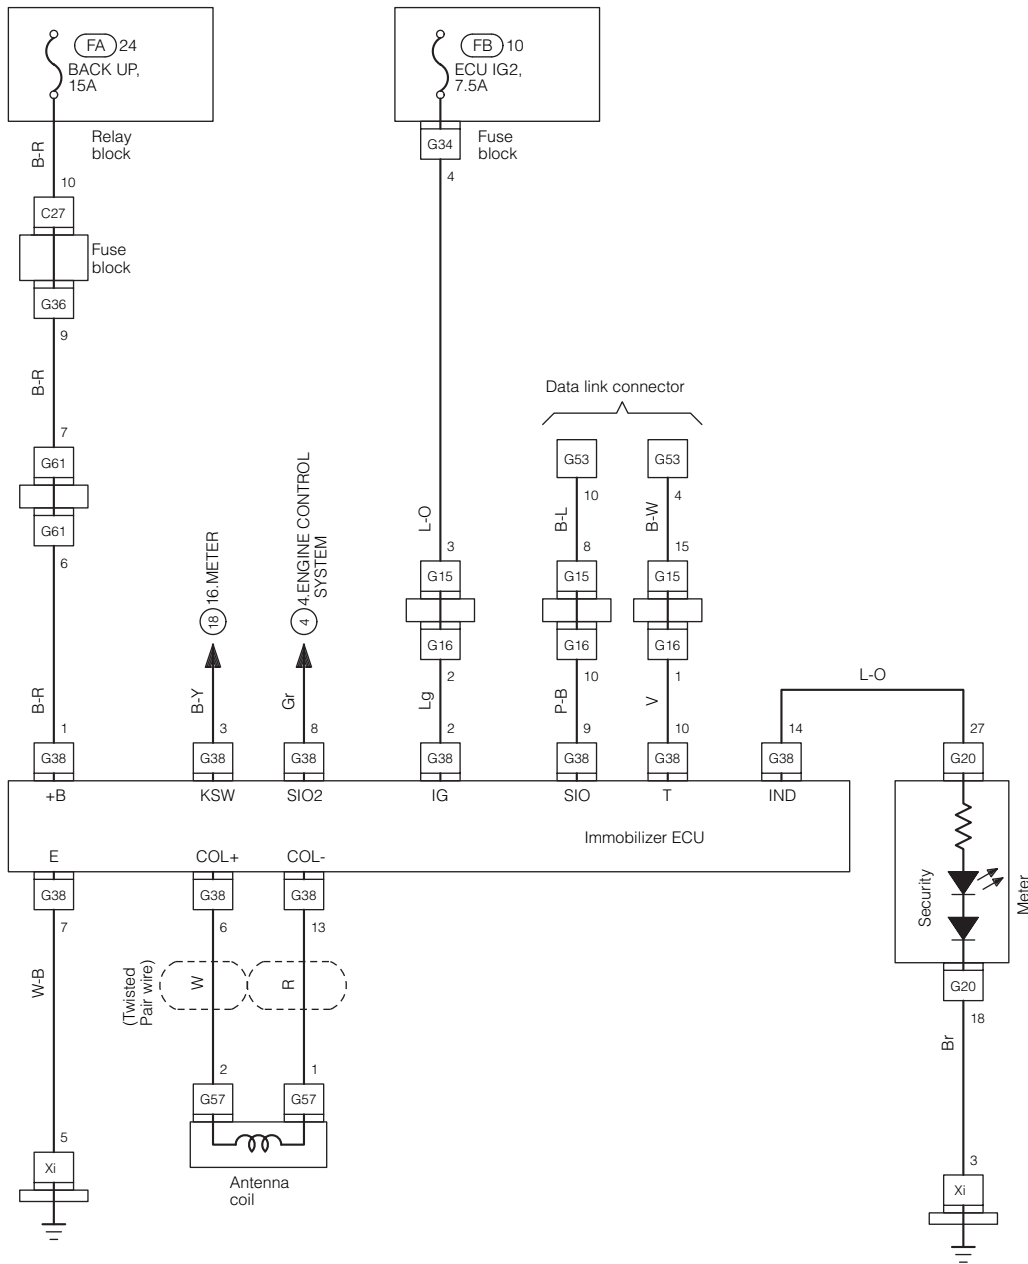 FA 24
BACK UP,
15A
FB 10
ECU IG2,
7.5A
Relay
block
G34
Fuse
block
B-R
4
10
C27
Fuse
block
G36
9
B-R
Data link connector
7
G61
G53
G53
10
4
G61
6
16.METER
18
4.ENGINE CONTROL
SYSTEM
4
L-O
B-L
B-W
3
8
15
G15
G15
G15
G16
G16
G16
2
10
1
L-O
B-R
B-Y
Gr
Lg
P-B
V
1
3
8
2
9
10
14
27
G38
G38
G38
G38
G38
G38
G38
G20
+B
KSW
SIO2
IG
SIO
T
IND
Immobilizer ECU
E
COL+
COL-
Security
Meter
G38
G38
G38
7
6
13
W-B
(Twisted
Pair wire)
W
R
G20
18
Br
2
1
G57
G57
5
Xi
Antenna
coil
3
Xi